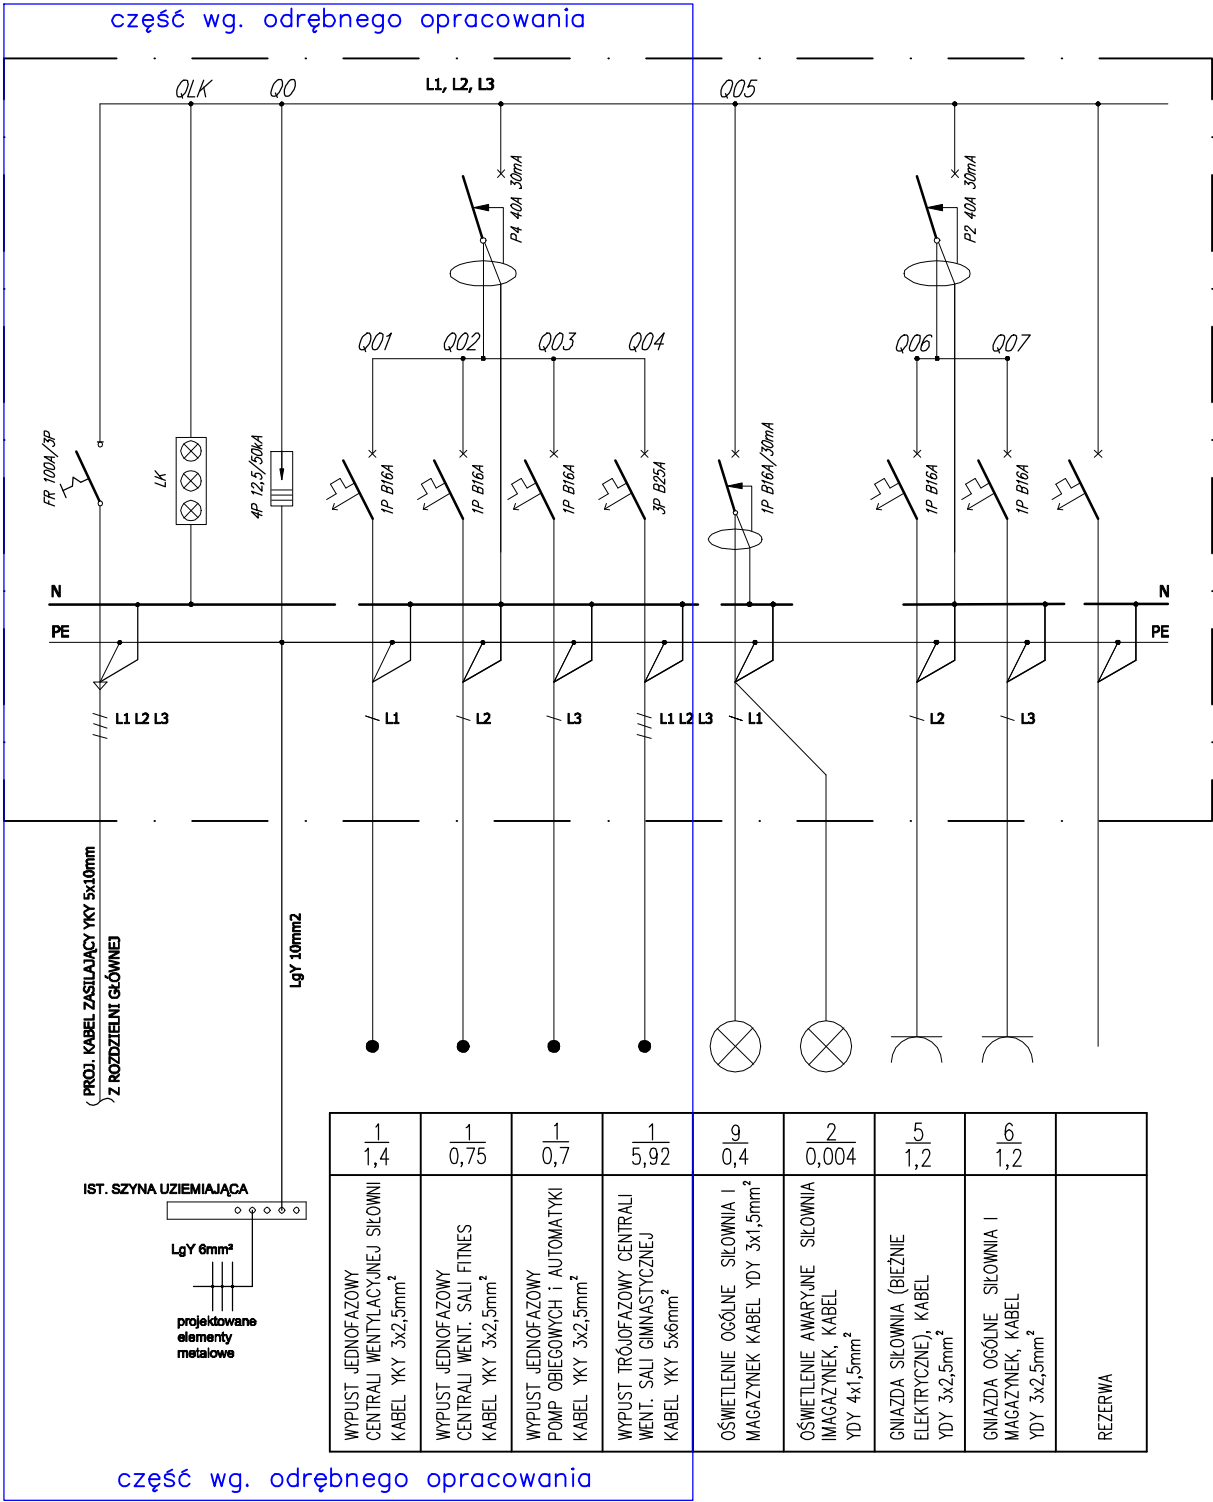 część wg. odrębnego opracowania
QLK
Q0
L1, L2, L3
Q05
P4 40A 30mA
P2 40A 30mA
Q01
Q02
Q03
Q04
Q06
Q07
FR 100A/3P
LK
4P 12,5/50kA
1P B16A
1P B16A
1P B16A
3P B25A
1P B16A/30mA
1P B16A
1P B16A
N
N
PE
PE
L1 L2 L3
L1
L2
L3
L1 L2 L3
L1
L2
L3
PROJ. KABEL ZASILAJĄCY YKY 5x10mm
Z ROZDZIELNI GŁÓWNEJ
LgY 10mm2
IST. SZYNA UZIEMIAJĄCA
LgY 6mm²
projektowane
elementy
metalowe
1
1,4
1
0,75
1
0,7
1
5,92
9
0,4
2
0,004
5
1,2
6
1,2
WYPUST JEDNOFAZOWY
CENTRALI WENTYLACYJNEJ SIŁOWNI
KABEL YKY 3x2,5mm²
WYPUST JEDNOFAZOWY
CENTRALI WENT. SALI FITNES
KABEL YKY 3x2,5mm²
WYPUST JEDNOFAZOWY
POMP OBIEGOWYCH i AUTOMATYKI
KABEL YKY 3x2,5mm²
WYPUST TRÓJOFAZOWY CENTRALI
WENT. SALI GIMNASTYCZNEJ
KABEL YKY 5x6mm²
OŚWIETLENIE OGÓLNE SIŁOWNIA I
MAGAZYNEK KABEL YDY 3x1,5mm²
OŚWIETLENIE AWARYJNE SIŁOWNIA
IMAGAZYNEK, KABEL
YDY 4x1,5mm²
GNIAZDA SIŁOWNIA (BIEŻNIE
ELEKTRYCZNE), KABEL
YDY 3x2,5mm²
GNIAZDA OGÓLNE SIŁOWNIA I
MAGAZYNEK, KABEL
YDY 3x2,5mm²
REZERWA
część wg. odrębnego opracowania